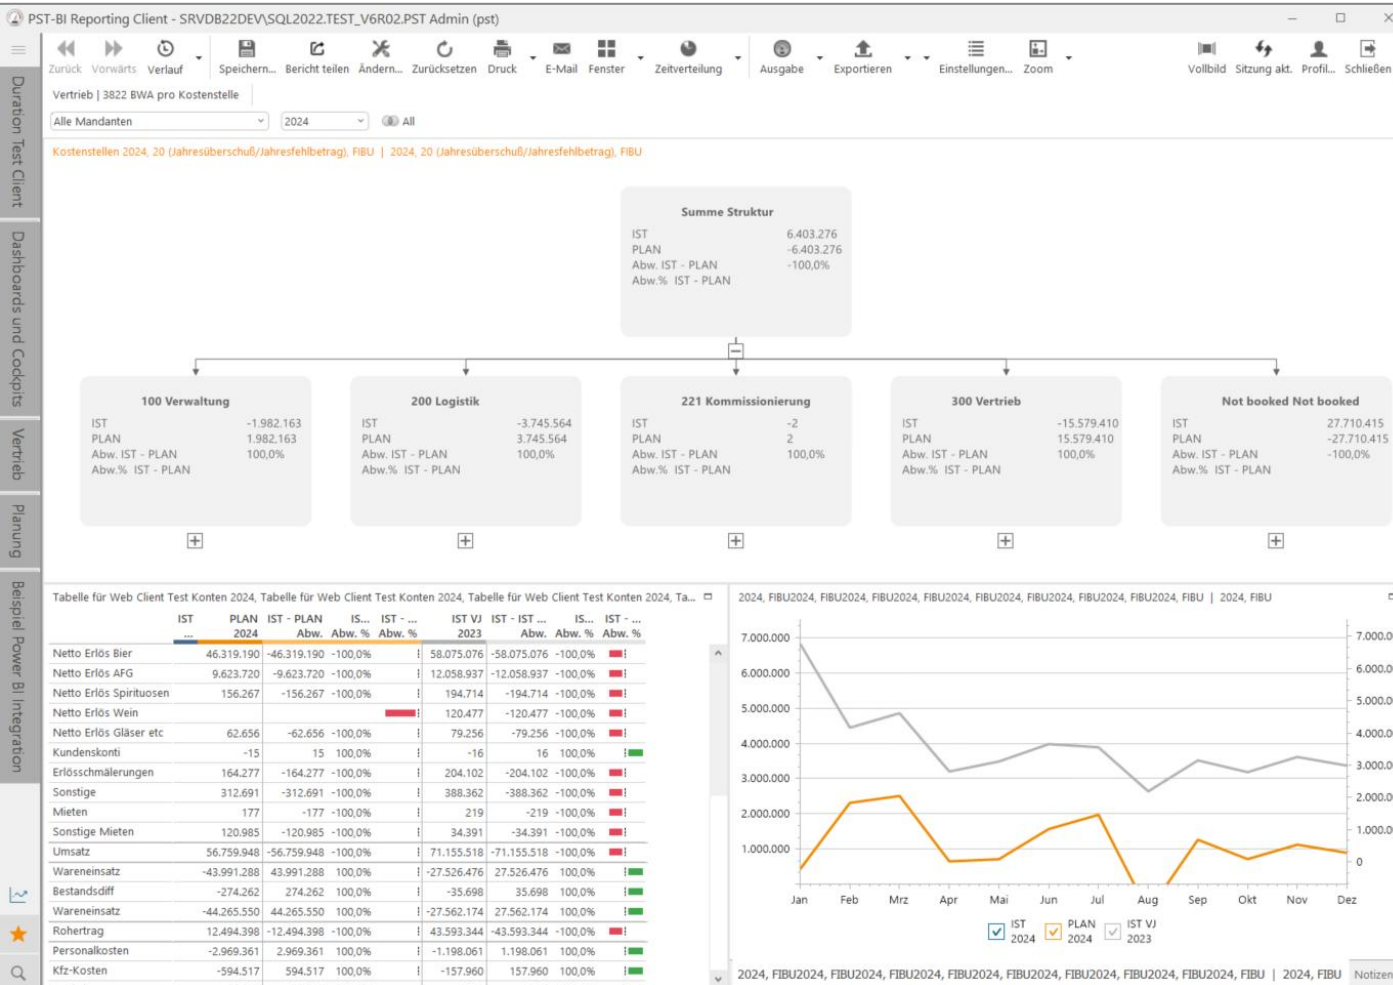 PST-BI Reporting Client - SRVDB22DEV\SQL2022.TEST_V6R02.PST Admin (pst)
Zurück Vorwärts Verlauf Speichern... Bericht teilen Ändern... Zurücksetzen Druck E-Mail Fenster Zeitverteilung Ausgabe Exportieren Einstellungen... Zoom Vollbild Sitzung akt. Profil... Schließen
Vertrieb | 3822 BWA pro Kostenstelle
Alle Mandanten 2024 All
Duration Test Client
Dashboards und Cockpits
Vertrieb
Planung
Beispiel Power BI Integration
Kostenstellen 2024, 20 (Jahresüberschuß/Jahresfehlbetrag), FIBU | 2024, 20 (Jahresüberschuß/Jahresfehlbetrag), FIBU
Summe Struktur
IST 6.403.276
PLAN -6.403.276
Abw. IST - PLAN -100,0%
Abw.% IST - PLAN
100 Verwaltung
IST -1.982.163
PLAN 1.982.163
Abw. IST - PLAN 100,0%
Abw.% IST - PLAN
200 Logistik
IST -3.745.564
PLAN 3.745.564
Abw. IST - PLAN 100,0%
Abw.% IST - PLAN
221 Kommissionierung
IST -2
PLAN 2
Abw. IST - PLAN 100,0%
Abw.% IST - PLAN
300 Vertrieb
IST -15.579.410
PLAN 15.579.410
Abw. IST - PLAN 100,0%
Abw.% IST - PLAN
Not booked Not booked
IST 27.710.415
PLAN -27.710.415
Abw. IST - PLAN -100,0%
Abw.% IST - PLAN
Tabelle für Web Client Test Konten 2024, Tabelle für Web Client Test Konten 2024, Tabelle für Web Client Test Konten 2024, Ta...
IST PLAN IST - PLAN IS... IST - ... IST VJ IST - IST ... IS... IST - ...
... 2024 Abw. Abw. % Abw. % 2023 Abw. Abw. % Abw. %
Netto Erlös Bier 46.319.190 -46.319.190 -100,0% 58.075.076 -58.075.076 -100,0%
Netto Erlös AFG 9.623.720 -9.623.720 -100,0% 12.058.937 -12.058.937 -100,0%
Netto Erlös Spirituosen 156.267 -156.267 -100,0% 194.714 -194.714 -100,0%
Netto Erlös Wein 120.477 -120.477 -100,0%
Netto Erlös Gläser etc 62.656 -62.656 -100,0% 79.256 -79.256 -100,0%
Kundenskonti -15 15 100,0% -16 16 100,0%
Erlösschmälerungen 164.277 -164.277 -100,0% 204.102 -204.102 -100,0%
Sonstige 312.691 -312.691 -100,0% 388.362 -388.362 -100,0%
Mieten 177 -177 -100,0% 219 -219 -100,0%
Sonstige Mieten 120.985 -120.985 -100,0% 34.391 -34.391 -100,0%
Umsatz 56.759.948 -56.759.948 -100,0% 71.155.518 -71.155.518 -100,0%
Wareneinsatz -43.991.288 43.991.288 100,0% -27.526.476 27.526.476 100,0%
Bestandsdiff -274.262 274.262 100,0% -35.698 35.698 100,0%
Wareneinsatz -44.265.550 44.265.550 100,0% -27.562.174 27.562.174 100,0%
Rohertrag 12.494.398 -12.494.398 -100,0% 43.593.344 -43.593.344 -100,0%
Personalkosten -2.969.361 2.969.361 100,0% -1.198.061 1.198.061 100,0%
Kfz-Kosten -594.517 594.517 100,0% -157.960 157.960 100,0%
2024, FIBU2024, FIBU2024, FIBU2024, FIBU2024, FIBU2024, FIBU2024, FIBU2024, FIBU2024, FIBU | 2024, FIBU
7.000.000 7.000.00
6.000.000 6.000.00
5.000.000 5.000.00
4.000.000 4.000.00
3.000.000 3.000.00
2.000.000 2.000.00
1.000.000 1.000.00
0
Jan Feb Mrz Apr Mai Jun Jul Aug Sep Okt Nov Dez
IST 2024
PLAN 2024
IST VJ 2023
2024, FIBU2024, FIBU2024, FIBU2024, FIBU2024, FIBU2024, FIBU2024, FIBU2024, FIBU2024, FIBU | 2024, FIBU Notizen